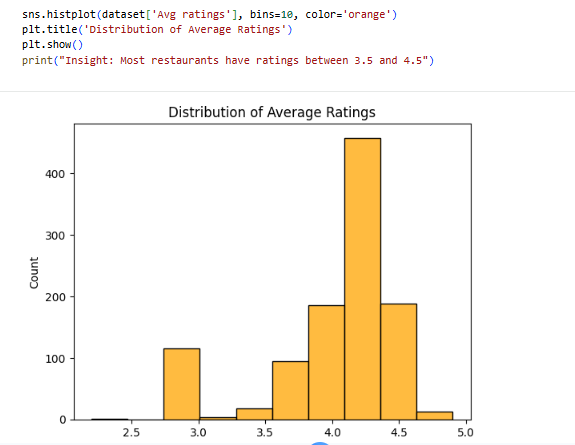 sns.histplot(dataset['Avg ratings'], bins=10, color='orange')
plt.title('Distribution of Average Ratings')
plt.show()
print("Insight: Most restaurants have ratings between 3.5 and 4.5")
Distribution of Average Ratings
400
300
200
100
0
Count
2.5 3.0 3.5 4.0 4.5 5.0